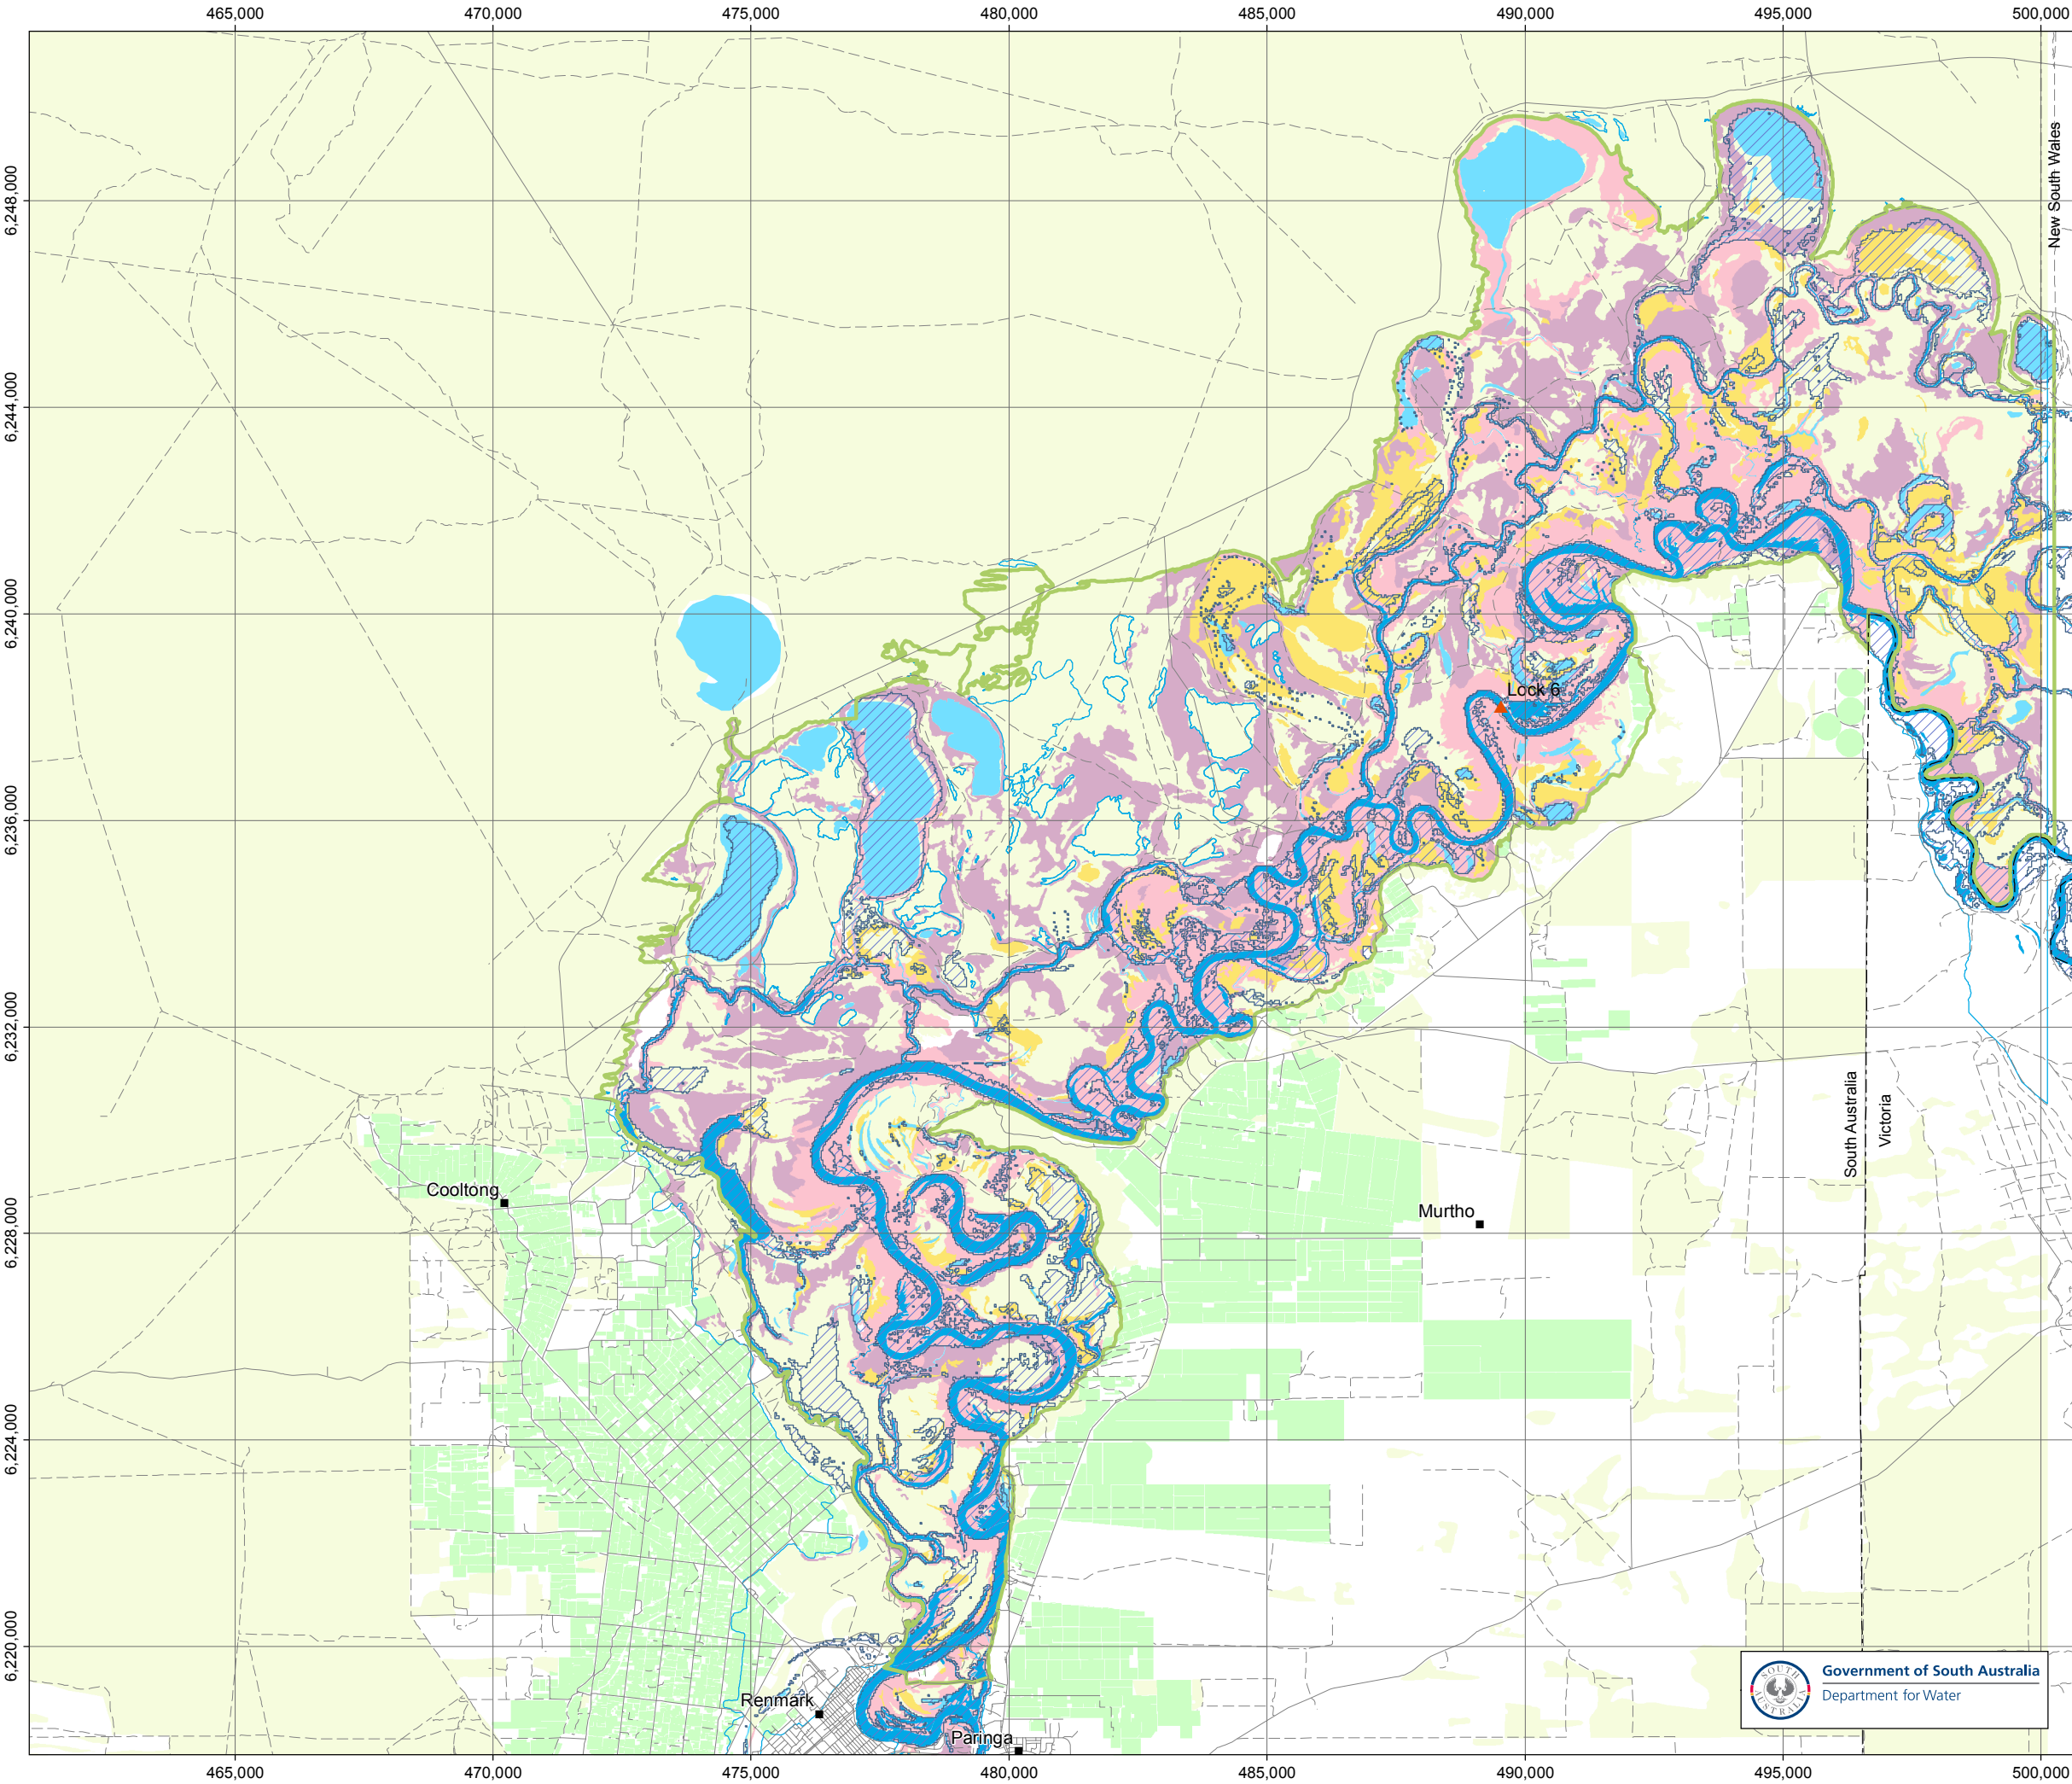 465,000
470,000
475,000
480,000
485,000
490,000
495,000
500,000
New South Wales
6,248,000
6,244,000
6,240,000
Lock 6
6,236,000
6,232,000
South Australia
Victoria
Cooltong
Murtho
6,228,000
6,224,000
6,220,000
SOUTH AUSTRALIA
Government of South Australia
Department for Water
Renmark
Paringa
465,000
470,000
475,000
480,000
485,000
490,000
495,000
500,000